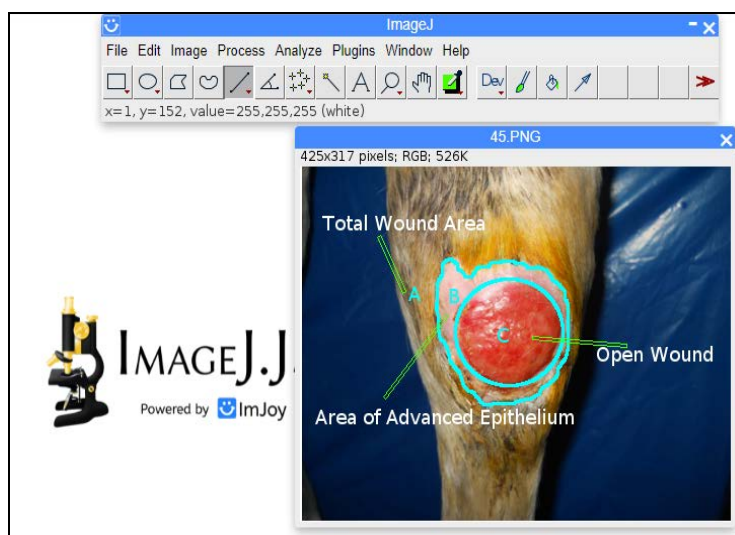 ImageJ
File Edit Image Process Analyze Plugins Window Help
A Dev
x=1, y=152, value=255,255,255 (white)
45.PNG
425x317 pixels; RGB; 526K
Total Wound Area
A
B
C
Open Wound
Area of Advanced Epithelium
IMAGEJ.J
Powered by ImJoy